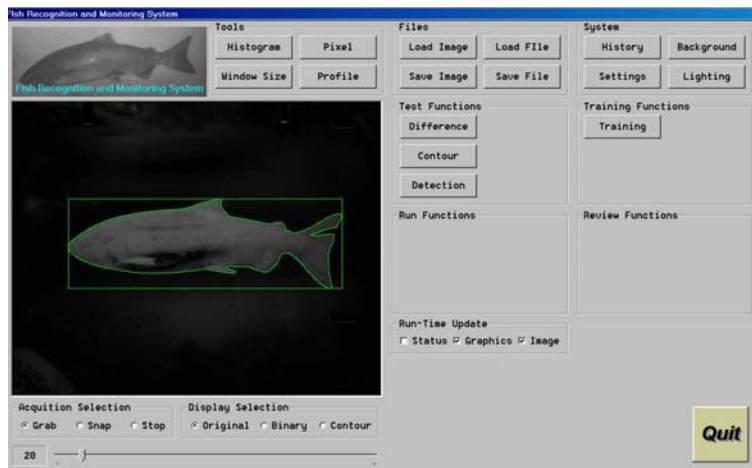 FIsh Recognition and Monitoring System
Fish Recognition and Monitoring System
Tools
Histogram
Pixel
Window Size
Profile
Files
Load Image
Load FIle
Save Image
Save File
System
History
Background
Settings
Lighting
Test Functions
Difference
Contour
Detection
Training Functions
Training
Run Functions
Review Functions
Run-Time Update
Status
Graphics
Image
Acquition Selection
Grab
Snap
Stop
Display Selection
Original
Binary
Contour
20
Quit